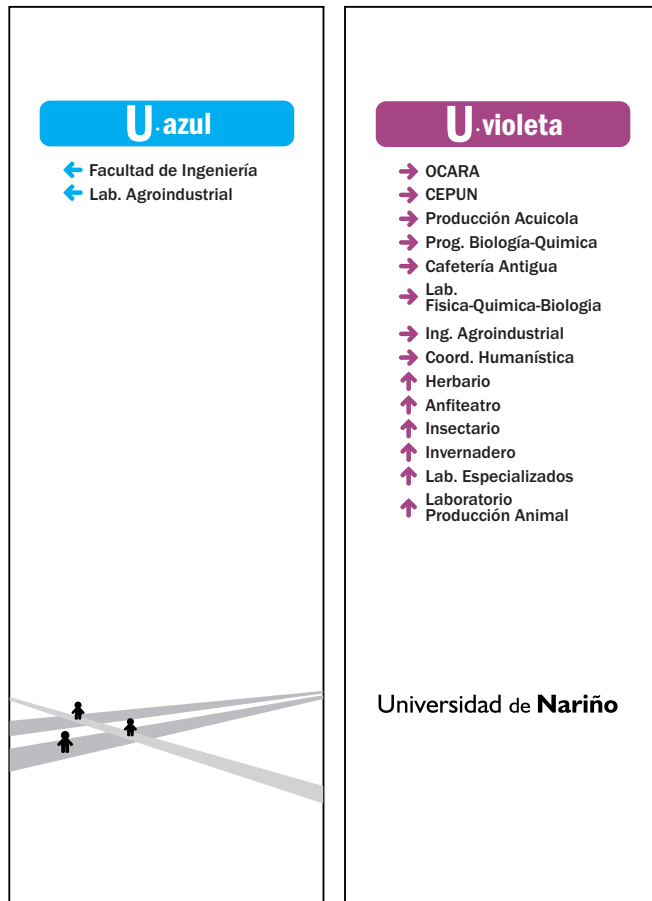 U·azul
Facultad de Ingeniería
Lab. Agroindustrial
U·violeta
OCARA
CEPUN
Producción Acuicola
Prog. Biología-Quimica
Cafetería Antigua
Lab.
Fisica-Quimica-Biologia
Ing. Agroindustrial
Coord. Humanística
Herbario
Anfiteatro
Insectario
Invernadero
Lab. Especializados
Laboratorio
Producción Animal
Universidad de Nariño